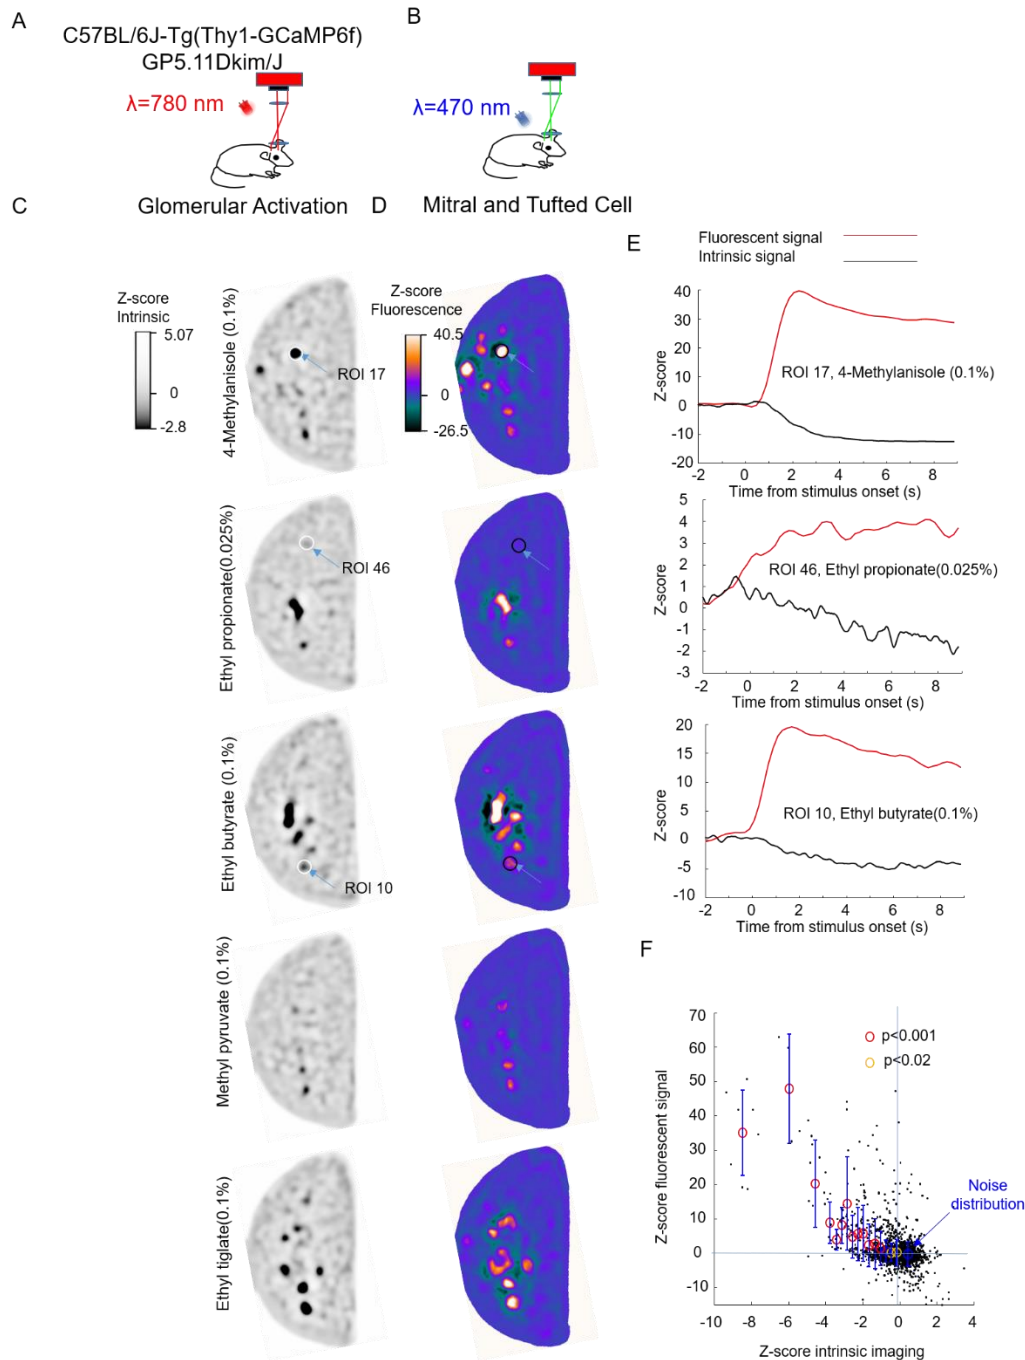 A
C57BL/6J-Tg(Thy1-GCaMP6f)
GP5.11Dkim/J
λ=780 nm
B
λ=470 nm
C
Glomerular Activation
D
Mitral and Tufted Cell
Z-score
Intrinsic
5.07
0
-2.8
4-Methylanisole (0.1%)
ROI 17
Z-score
Fluorescence
40.5
0
-26.5
Ethyl propionate(0.025%)
ROI 46
Ethyl butyrate (0.1%)
ROI 10
Methyl pyruvate (0.1%)
Ethyl tiglate(0.1%)
E
Fluorescent signal
Intrinsic signal
Z-score
40
30
20
10
0
-10
-20
ROI 17, 4-Methylanisole (0.1%)
-2 0 2 4 6 8
Time from stimulus onset (s)
Z-score
5
4
3
2
1
0
-1
-2
-3
ROI 46, Ethyl propionate(0.025%)
-2 0 2 4 6 8
Time from stimulus onset (s)
Z-score
20
15
10
5
0
-5
-10
ROI 10, Ethyl butyrate(0.1%)
-2 0 2 4 6 8
Time from stimulus onset (s)
F
Z-score fluorescent signal
70
60
50
40
30
20
10
0
-10
p<0.001
p<0.02
Noise
distribution
-10 -8 -6 -4 -2 0 2 4
Z-score intrinsic imaging